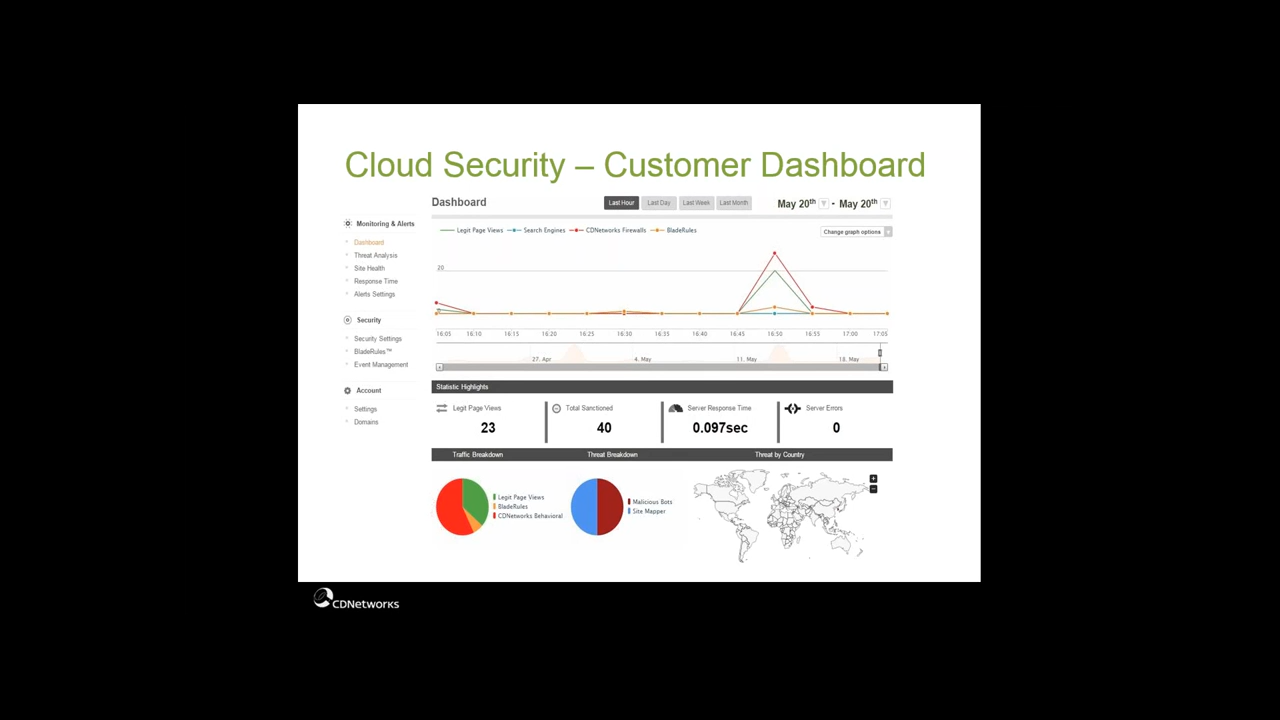 Cloud Security – Customer Dashboard
Dashboard
Last Hour Last Day Last Week Last Month
May 20th - May 20th
Monitoring & Alerts
Dashboard
Threat Analysis
Site Health
Response Time
Alerts Settings
Security
Security Settings
BladeRules™
Event Management
Account
Settings
Domains
Legit Page Views Search Engines CDNetworks Firewalls BladeRules
Change graph options
20
16:05 16:10 16:15 16:20 16:25 16:30 16:35 16:40 16:45 16:50 16:55 17:00 17:05
27. Apr 4. May 11. May 18. May
Statistic Highlights
Legit Page Views Total Sanctioned Server Response Time Server Errors
23 40 0.097sec 0
Traffic Breakdown Threat Breakdown Threat by Country
Legit Page Views
BladeRules
CDNetworks Behavioral
Malicious Bots
Site Mapper
+
-
CDNetworks